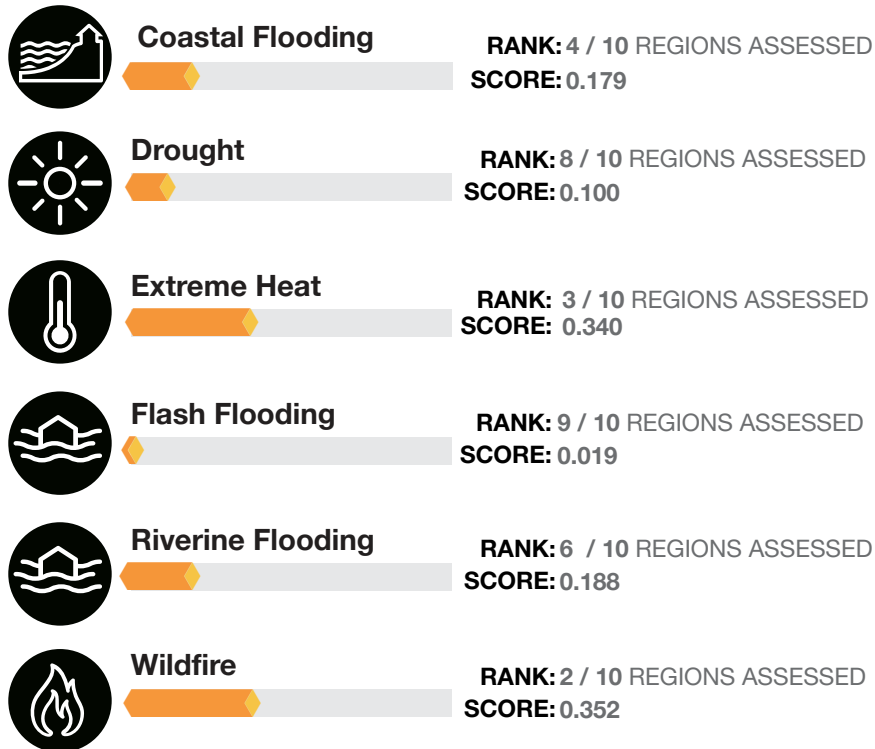 Coastal Flooding
RANK: 4 / 10 REGIONS ASSESSED
SCORE: 0.179
Drought
RANK: 8 / 10 REGIONS ASSESSED
SCORE: 0.100
Extreme Heat
RANK: 3 / 10 REGIONS ASSESSED
SCORE: 0.340
Flash Flooding
RANK: 9 / 10 REGIONS ASSESSED
SCORE: 0.019
Riverine Flooding
RANK: 6 / 10 REGIONS ASSESSED
SCORE: 0.188
Wildfire
RANK: 2 / 10 REGIONS ASSESSED
SCORE: 0.352